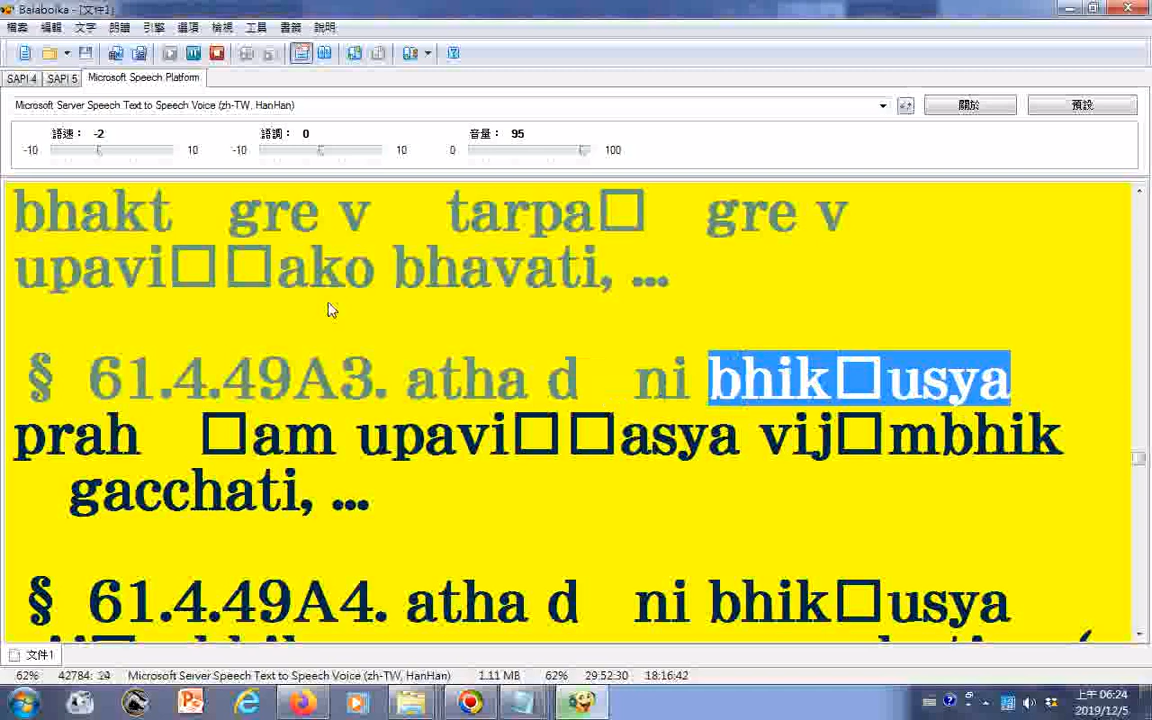 Balabolka - [文件1]
檔案 編輯 文字 朗讀 引擎 選項 檢視 工具 書籤 說明
SAPI 4 SAPI 5 Microsoft Speech Platform
Microsoft Server Speech Text to Speech Voice (zh-TW, HanHan) 關於 預設
語速： -2 語調： 0 音量： 95
-10 10 -10 10 0 100
bhakt gre v tarpa□ gre v
upavi□□ako bhavati, ...
§ 61.4.49A3. atha d ni bhik□usya
prah □am upavi□□asya vij□mbhik
gacchati, ...
§ 61.4.49A4. atha d ni bhik□usya
文件1
62% 42784: 24 Microsoft Server Speech Text to Speech Voice (zh-TW, HanHan) 1.11 MB 62% 29:52:30 18:16:42
上午 06:24
2019/12/5